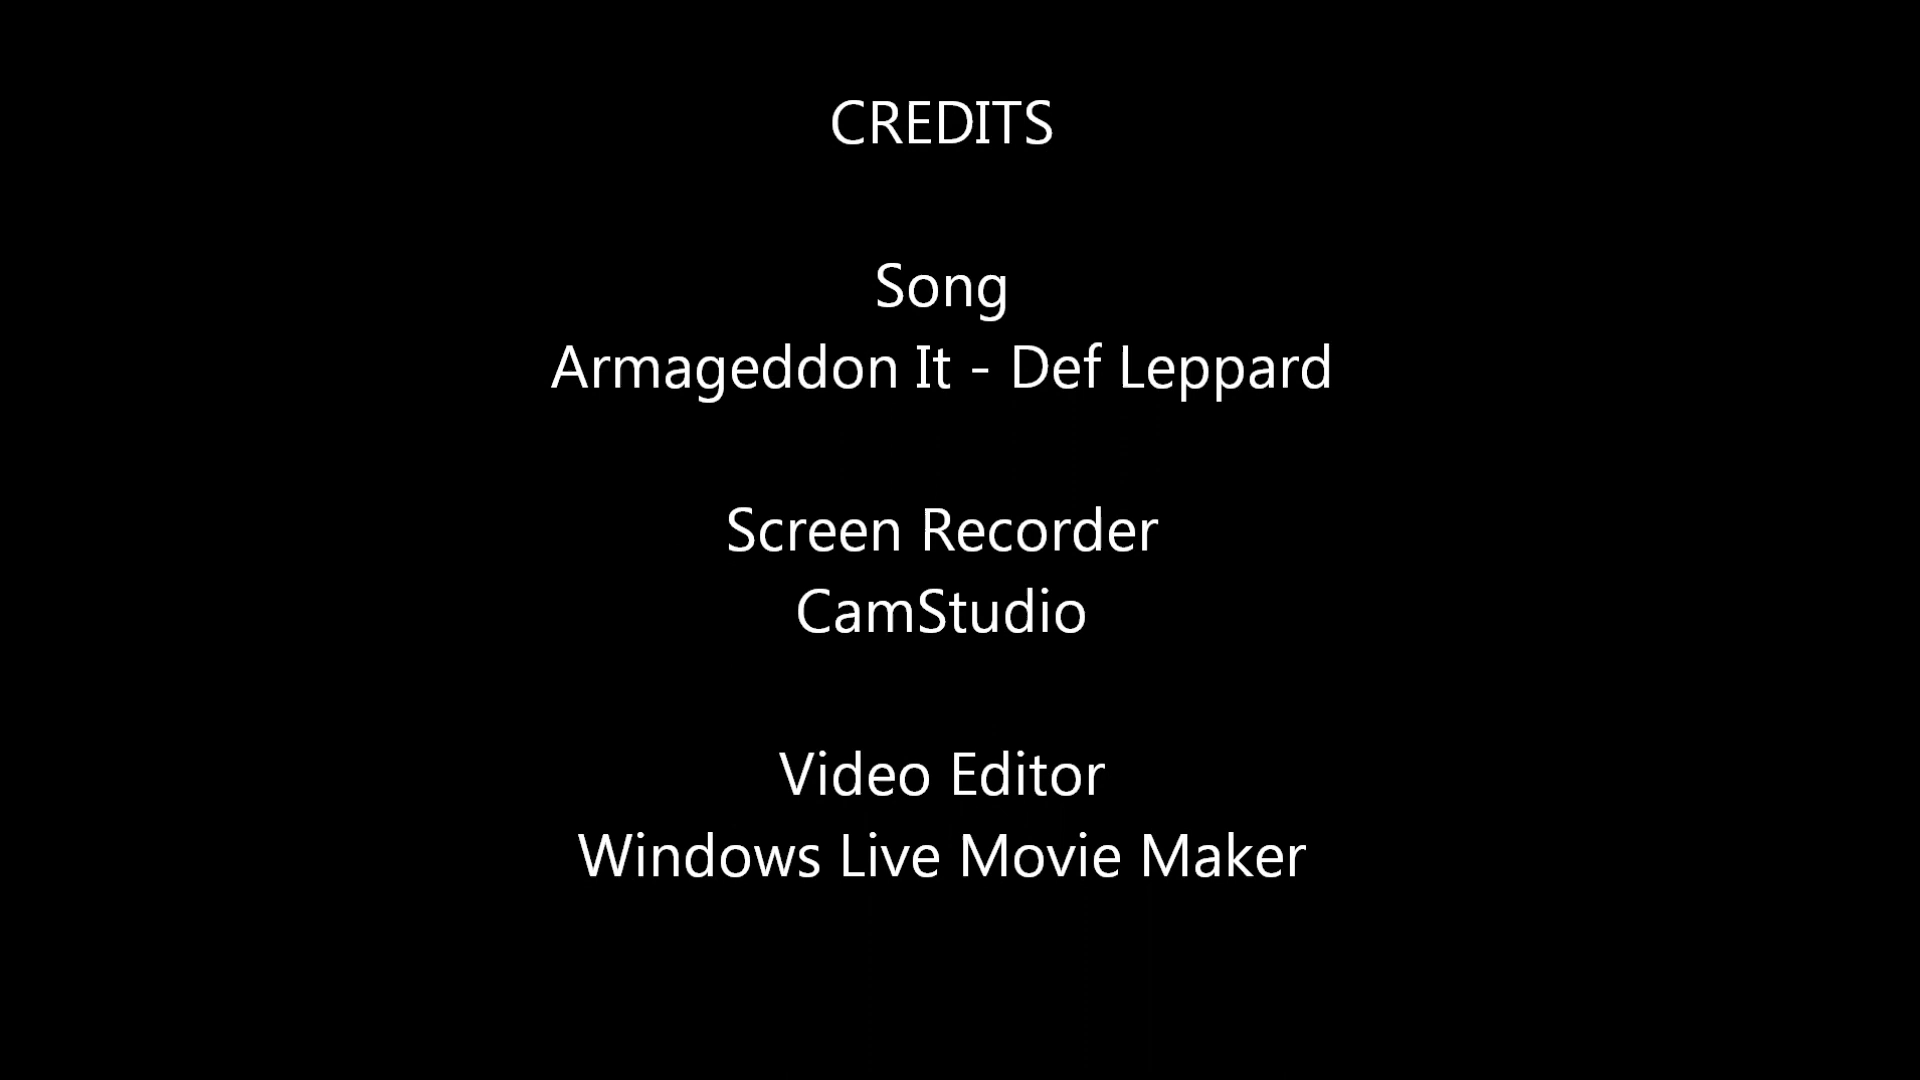 CREDITS
Song
Armageddon It - Def Leppard
Screen Recorder
CamStudio
Video Editor
Windows Live Movie Maker